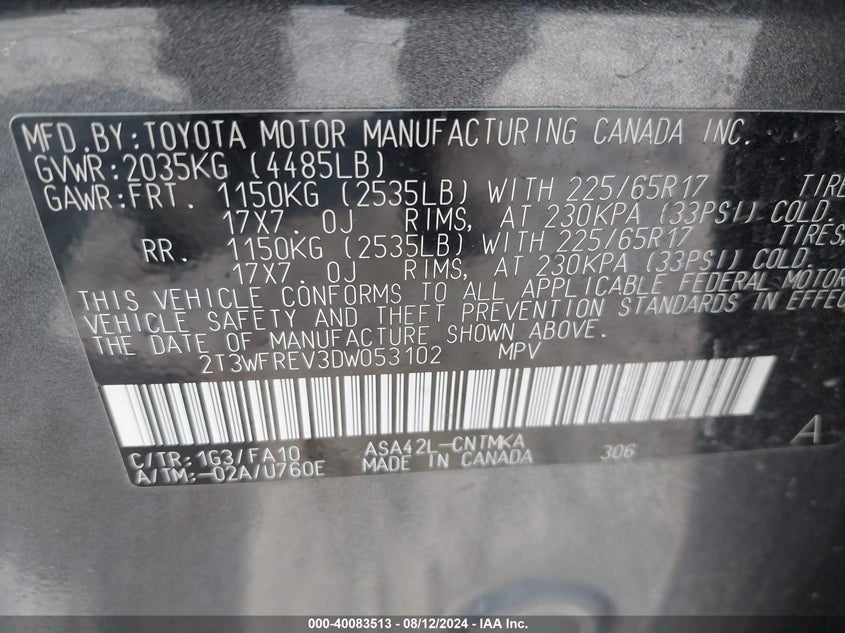 MFD.BY:TOYOTA MOTOR MANUFACTURING CANADA INC.
GVWR:2035KG (4485LB)
GAWR:FRT. 1150KG (2535LB) WITH 225/65R17 TIRE
17X7.0J RIMS, AT 230KPA (33PSI) COLD.
RR. 1150KG (2535LB) WITH 225/65R17 TIRES,
17X7.0J RIMS, AT 230KPA (33PSI) COLD.
THIS VEHICLE CONFORMS TO ALL APPLICABLE FEDERAL MOTOR
VEHICLE SAFETY AND THEFT PREVENTION STANDARDS IN EFFEC
THE DATE OF MANUFACTURE SHOWN ABOVE.
2T3WFREV3DW053102 MPV
A
C/TR:1G3/FA10 ASA42L-CNTMKA 306
A/TM:-02A/U760E MADE IN CANADA
000-40083513 - 08/12/2024 - IAA Inc.